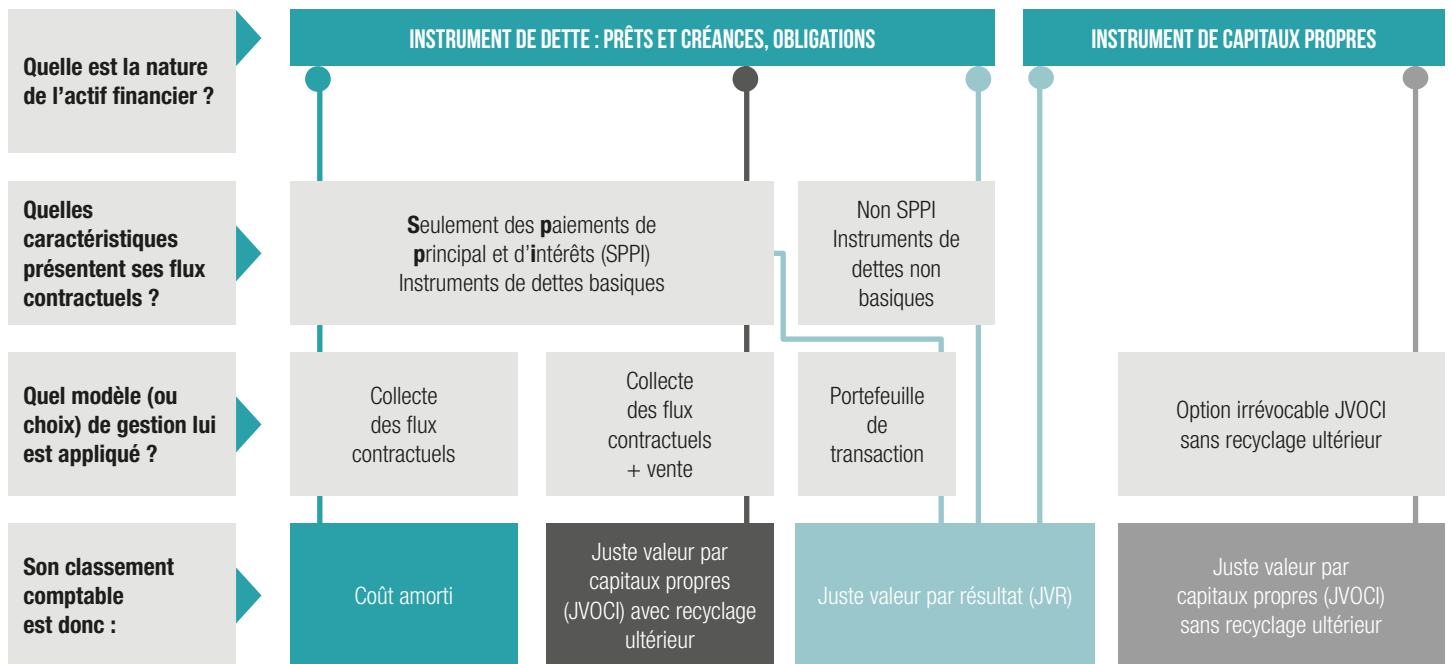 Quelle est la nature
de l'actif financier ?
INSTRUMENT DE DETTE : PRÊTS ET CRÉANCES, OBLIGATIONS
INSTRUMENT DE CAPITAUX PROPRES
Quelles
caractéristiques
présentent ses flux
contractuels ?
Seulement des paiements de
principal et d'intérêts (SPPI)
Instruments de dettes basiques
Non SPPI
Instruments de
dettes non
basiques
Quel modèle (ou
choix) de gestion lui
est appliqué ?
Collecte
des flux
contractuels
Collecte
des flux
contractuels
+ vente
Portefeuille
de
transaction
Option irrévocable JVOCI
sans recyclage ultérieur
Son classement
comptable
est donc :
Coût amorti
Juste valeur par
capitaux propres
(JVOCI) avec recyclage
ultérieur
Juste valeur par résultat (JVR)
Juste valeur par
capitaux propres (JVOCI)
sans recyclage ultérieur